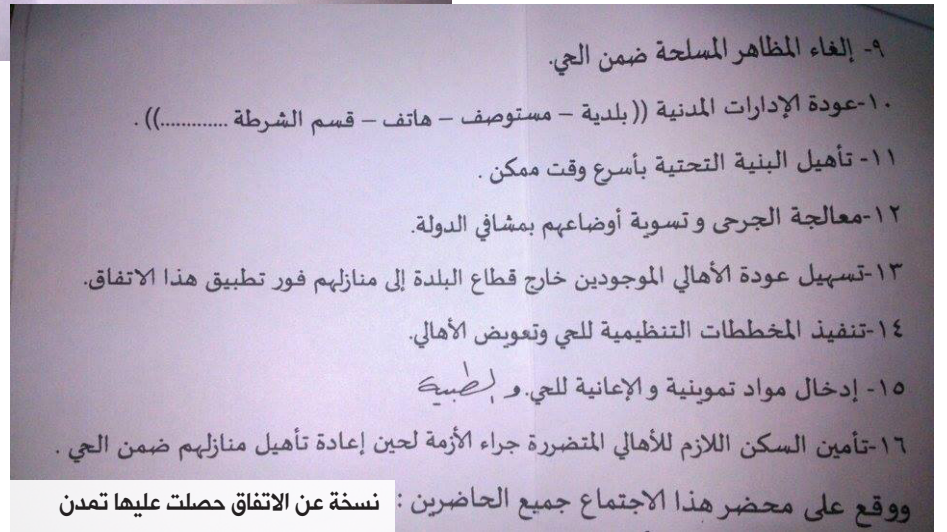 ٩- إلغاء المظاهر المسلحة ضمن الحي.
١٠-عودة الإدارات المدنية ((بلدية – مستوصف – هاتف – قسم الشرطة ............)) .
١١- تأهيل البنية التحتية بأسرع وقت ممكن .
١٢-معالجة الجرحى و تسوية أوضاعهم بمشافي الدولة.
١٣-تسهيل عودة الأهالي الموجودين خارج قطاع البلدة إلى منازلهم فور تطبيق هذا الاتفاق.
١٤-تنفيذ المخططات التنظيمية للحي وتعويض الأهالي.
١٥- إدخال مواد تموينية و الإعانية للحي. و الطبية
١٦-تأمين السكن اللازم للأهالي المتضررة جراء الأزمة لحين إعادة تأهيل منازلهم ضمن الحي .
ووقع على محضر هذا الاجتماع جميع الحاضرين :
نسخة عن الاتفاق حصلت عليها تمدن